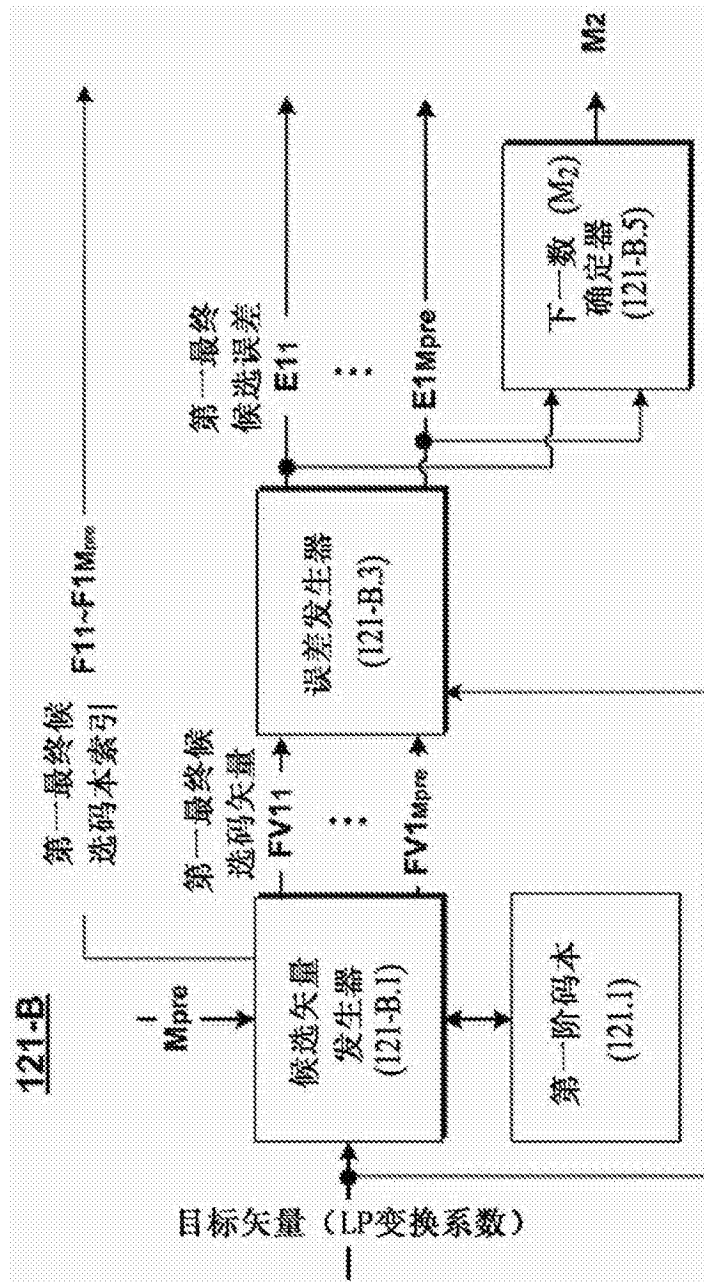 121-B
Mpre
目标矢量（LP变换系数）
候选矢量
发生器
(121-B.1)
第一阶码本
(121.1)
第一最终候
选码本索引
F11~F1Mpre
第一最终候
选码矢量
FV11
⋮
FV1Mpre
误差发生器
(121-B.3)
第一最终
候选误差
E11
⋮
E1Mpre
下一数 (M2)
确定器
(121-B.5)
M2